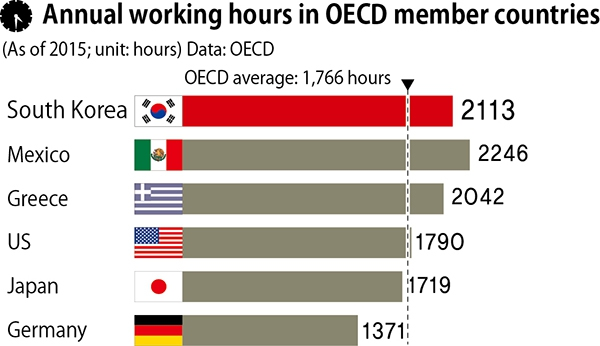 Annual working hours in OECD member countries
(As of 2015; unit: hours) Data: OECD
OECD average: 1,766 hours
South Korea 2113
Mexico 2246
Greece 2042
US 1790
Japan 1719
Germany 1371